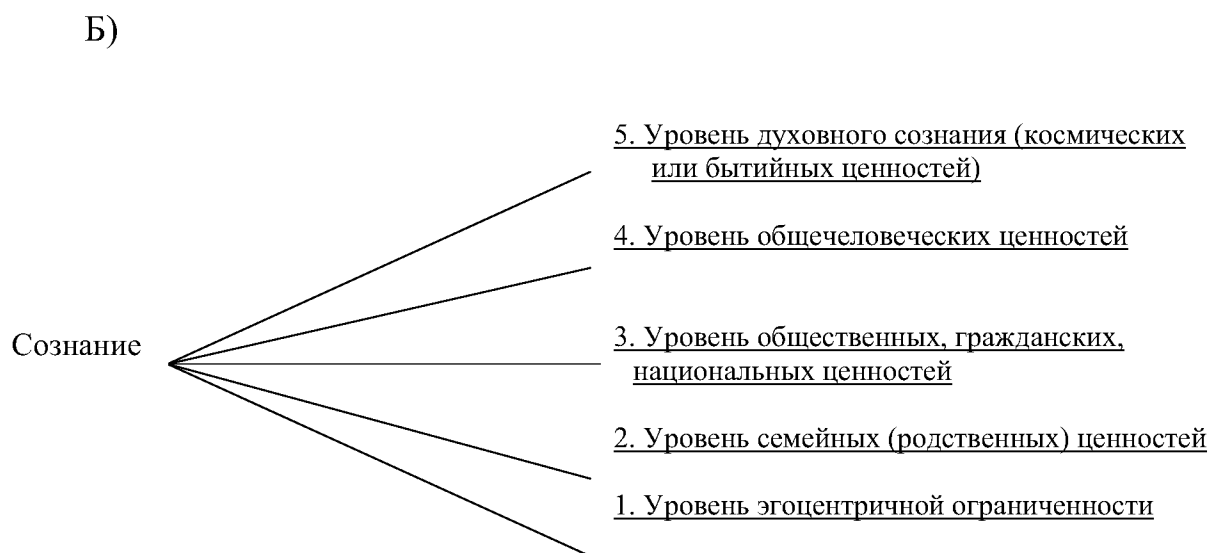 Б)
5. Уровень духовного сознания (космических
или бытийных ценностей)
4. Уровень общечеловеческих ценностей
Сознание
3. Уровень общественных, гражданских,
национальных ценностей
2. Уровень семейных (родственных) ценностей
1. Уровень эгоцентричной ограниченности